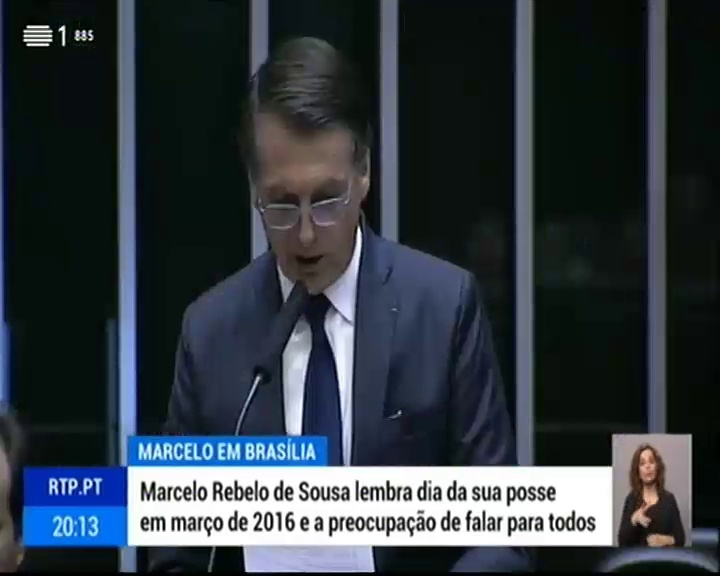 1 885
MARCELO EM BRASÍLIA
RTP.PT
Marcelo Rebelo de Sousa lembra dia da sua posse
20:13
em março de 2016 e a preocupação de falar para todos